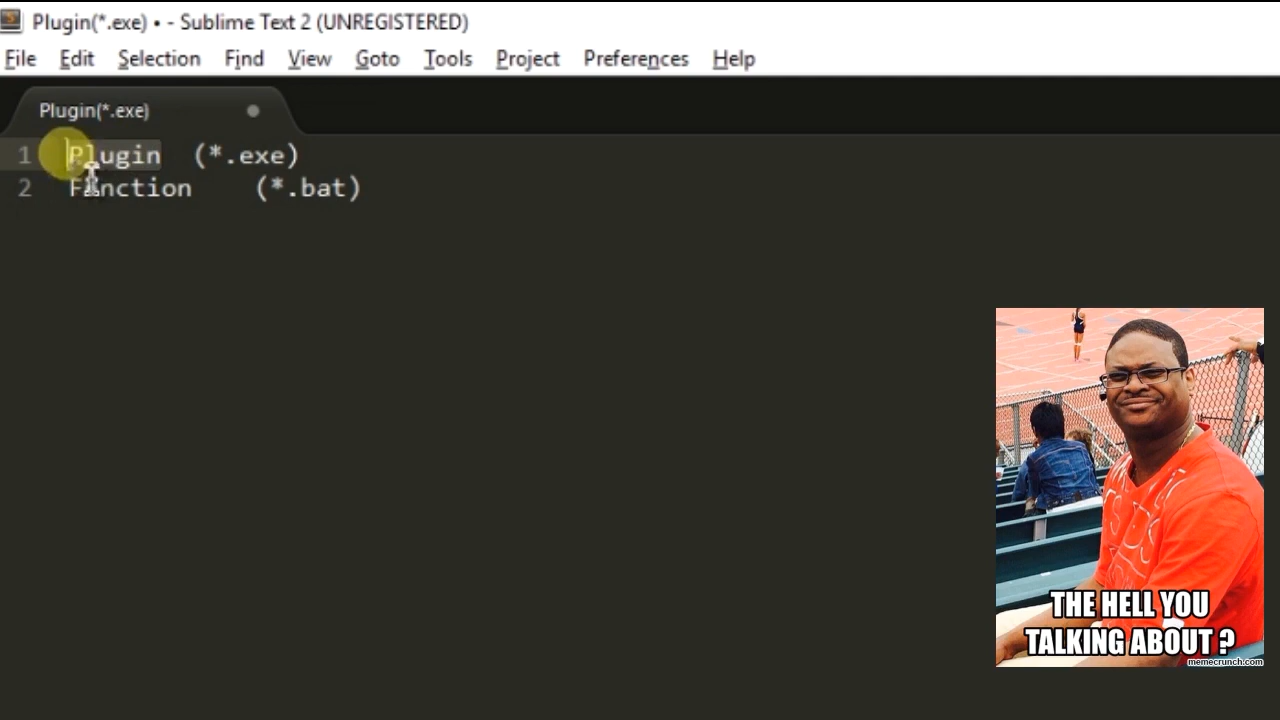 Plugin(*.exe) • - Sublime Text 2 (UNREGISTERED)
File Edit Selection Find View Goto Tools Project Preferences Help
Plugin(*.exe)
1 Plugin (*.exe)
2 Function (*.bat)
THE HELL YOU
TALKING ABOUT ?
memecrunch.com